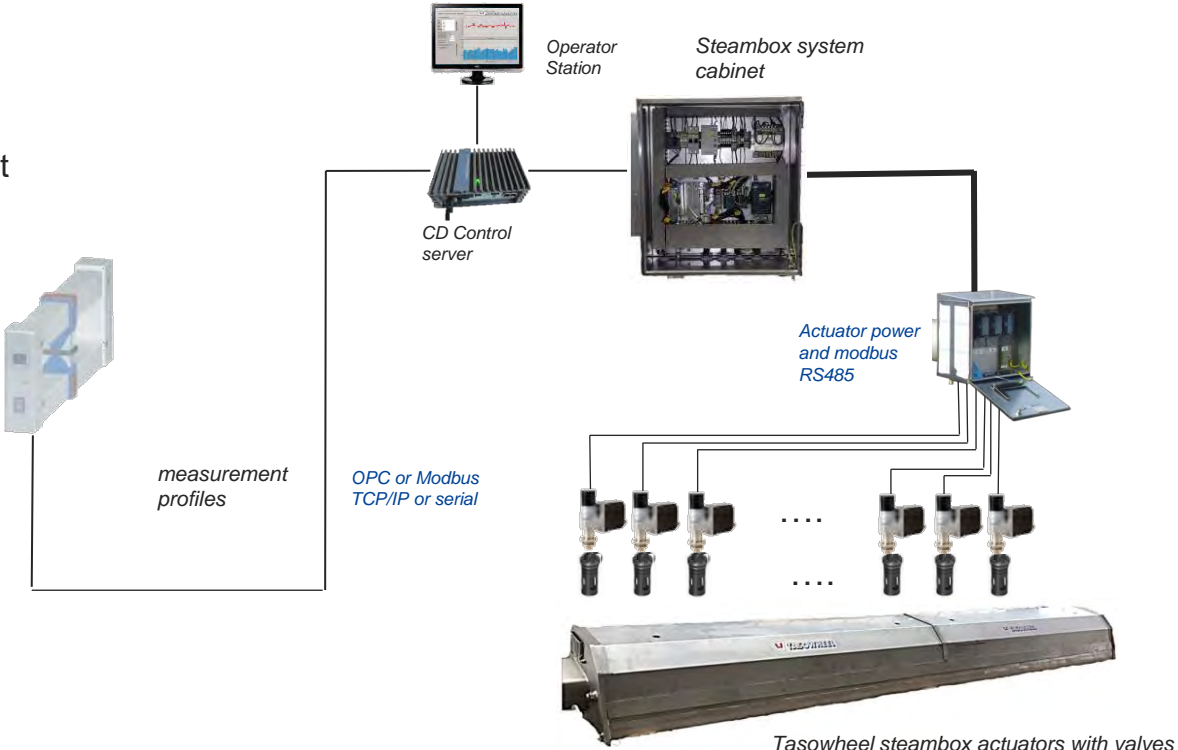 Operator
Station
Steambox system
cabinet
t
CD Control
server
Actuator power
and modbus
RS485
measurement
profiles
OPC or Modbus
TCP/IP or serial
. . . .
. . . .
TASOWHEEL
Tasowheel steambox actuators with valves